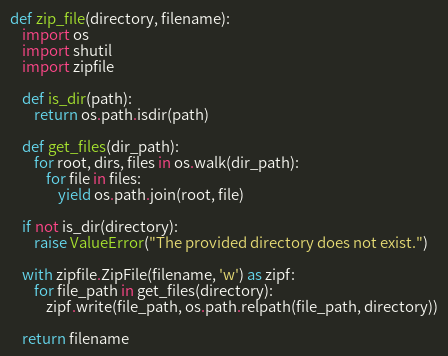 def zip_file(directory, filename):
    import os
    import shutil
    import zipfile

    def is_dir(path):
        return os.path.isdir(path)

    def get_files(dir_path):
        for root, dirs, files in os.walk(dir_path):
            for file in files:
                yield os.path.join(root, file)

    if not is_dir(directory):
        raise ValueError("The provided directory does not exist.")

    with zipfile.ZipFile(filename, 'w') as zipf:
        for file_path in get_files(directory):
            zipf.write(file_path, os.path.relpath(file_path, directory))

    return filename